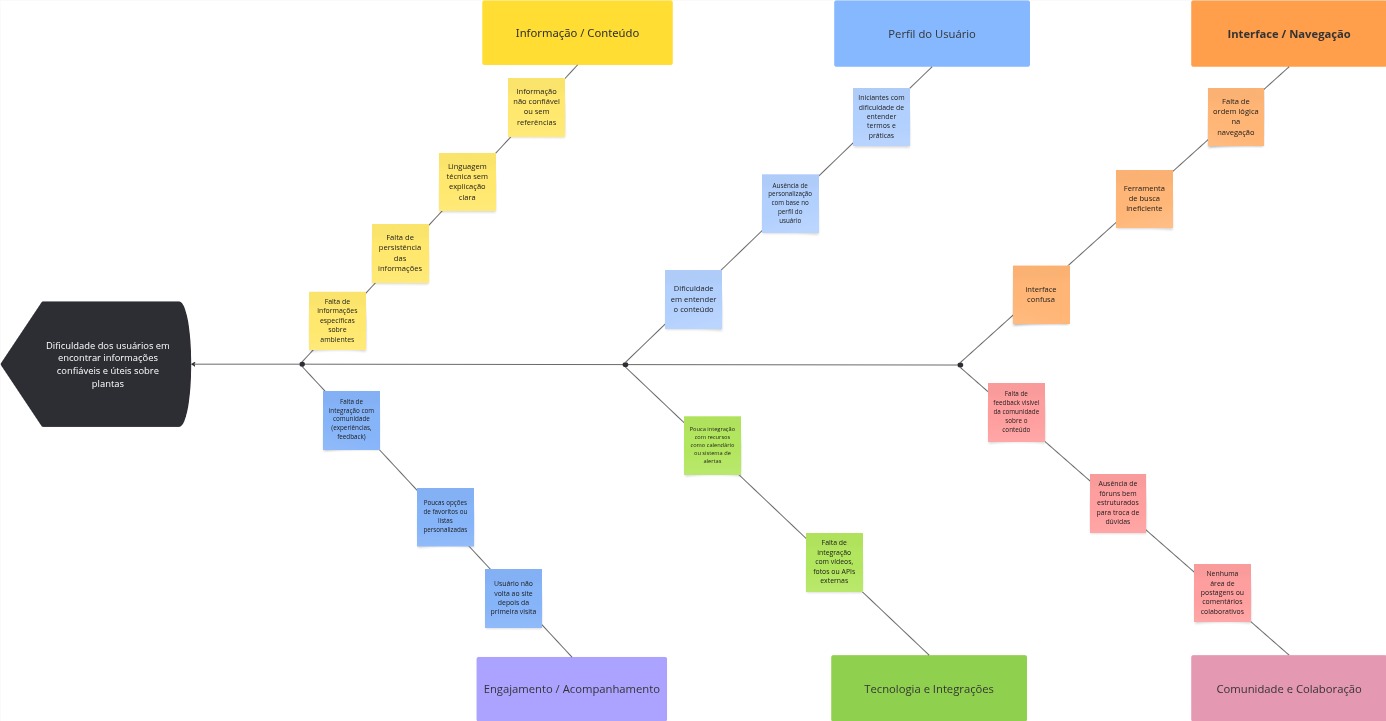 Informação / Conteúdo
Perfil do Usuário
Interface / Navegação
Informação
não confiável
ou sem
referências
Iniciantes com
dificuldade de
entender
termos e
práticas
Falta de
ordem lógica
na
navegação
Linguagem
técnica sem
explicação
clara
Ausência de
personalização
com base no
perfil do
usuário
Ferramenta
de busca
ineficiente
Falta de
persistência
das
informações
Dificuldade
em entender
o conteúdo
Interface
confusa
Falta de
informações
específicas
sobre
ambientes
Dificuldade dos usuários em
encontrar informações
confiáveis e úteis sobre
plantas
Falta de
integração com
comunidade
(experiências,
feedback)
Pouca integração
com recursos
como calendário
ou sistema de
alertas
Falta de
feedback visível
da comunidade
sobre o
conteúdo
Poucas opções
de favoritos ou
listas
personalizadas
Falta de
integração
com vídeos,
fotos ou APIs
externas
Ausência de
fóruns bem
estruturados
para troca de
dúvidas
Usuário não
volta ao site
depois da
primeira visita
Nenhuma
área de
postagens ou
comentários
colaborativos
Engajamento / Acompanhamento
Tecnologia e Integrações
Comunidade e Colaboração